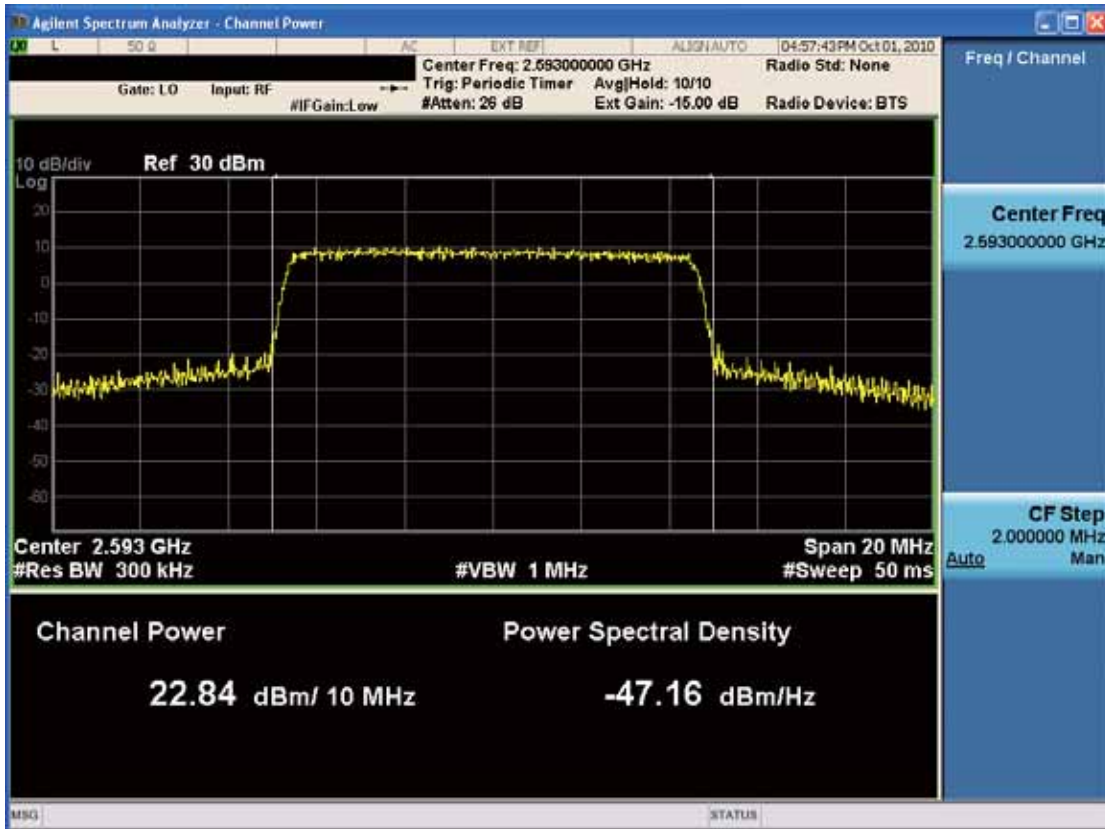 Agilent Spectrum Analyzer - Channel Power
LXI L 50 Ω AC EXT REF ALIGN AUTO 04:57:43 PM Oct 01, 2010
Center Freq: 2.593000000 GHz Radio Std: None
Gate: LO Input: RF Trig: Periodic Timer Avg|Hold: 10/10
#IFGain:Low #Atten: 26 dB Ext Gain: -15.00 dB Radio Device: BTS
Freq / Channel
10 dB/div Ref 30 dBm
Log
20
10
0
-10
-20
-30
-40
-50
-60
Center 2.593 GHz Span 20 MHz
#Res BW 300 kHz #VBW 1 MHz #Sweep 50 ms
Channel Power Power Spectral Density
22.84 dBm/ 10 MHz -47.16 dBm/Hz
Center Freq
2.593000000 GHz
CF Step
2.000000 MHz
Auto Man
MSG STATUS